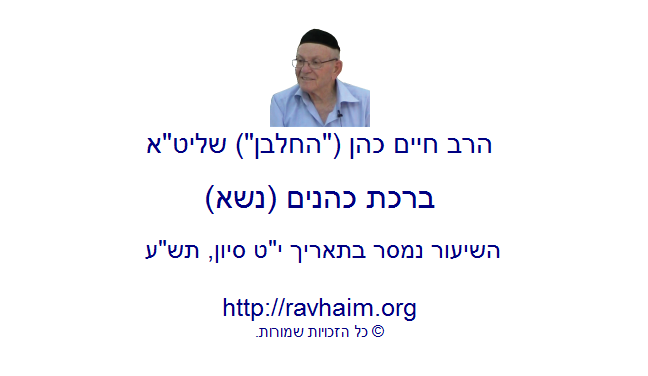 הרב חיים כהן ("החלבן") שליט"א
ברכת כהנים (נשא)
השיעור נמסר בתאריך י"ט סיון, תש"ע
http://ravhaim.org
© כל הזכויות שמורות.